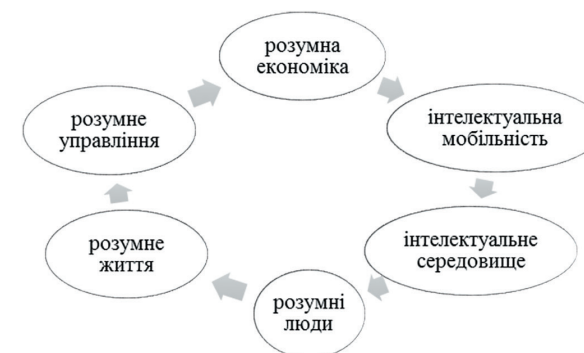 розумна
економіка
інтелектуальна
мобільність
інтелектуальне
середовище
розумні
люди
розумне
життя
розумне
управління